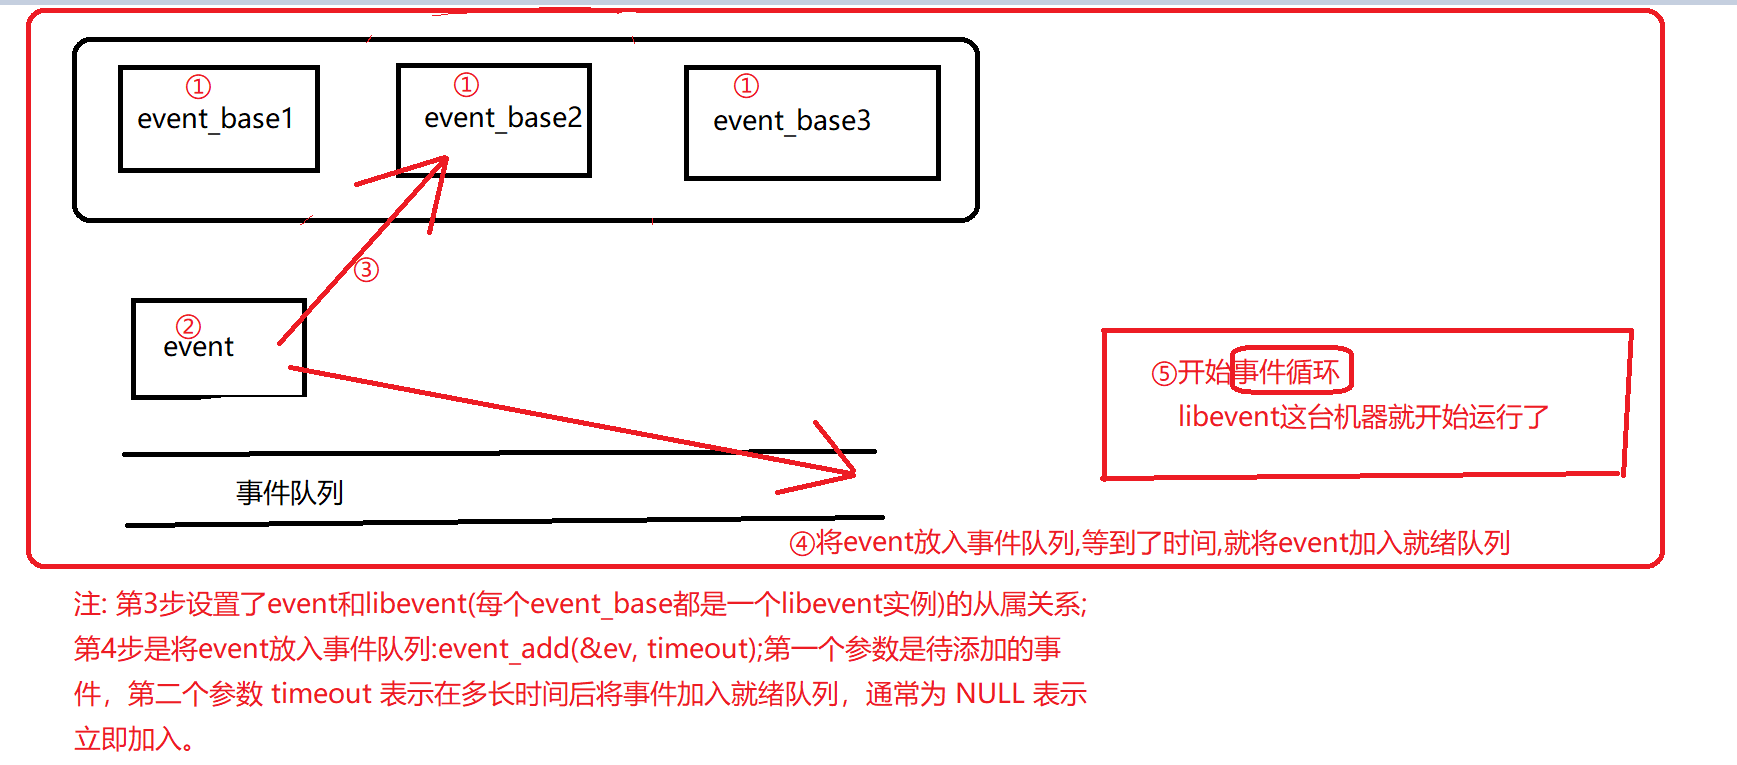 ①
event_base1
①
event_base2
①
event_base3
③
②
event
⑤开始事件循环
libevent这台机器就开始运行了
事件队列
④将event放入事件队列,等到了时间,就将event加入就绪队列
注: 第3步设置了event和libevent(每个event_base都是一个libevent实例)的从属关系;
第4步是将event放入事件队列:event_add(&ev, timeout);第一个参数是待添加的事
件，第二个参数 timeout 表示在多长时间后将事件加入就绪队列，通常为 NULL 表示
立即加入。